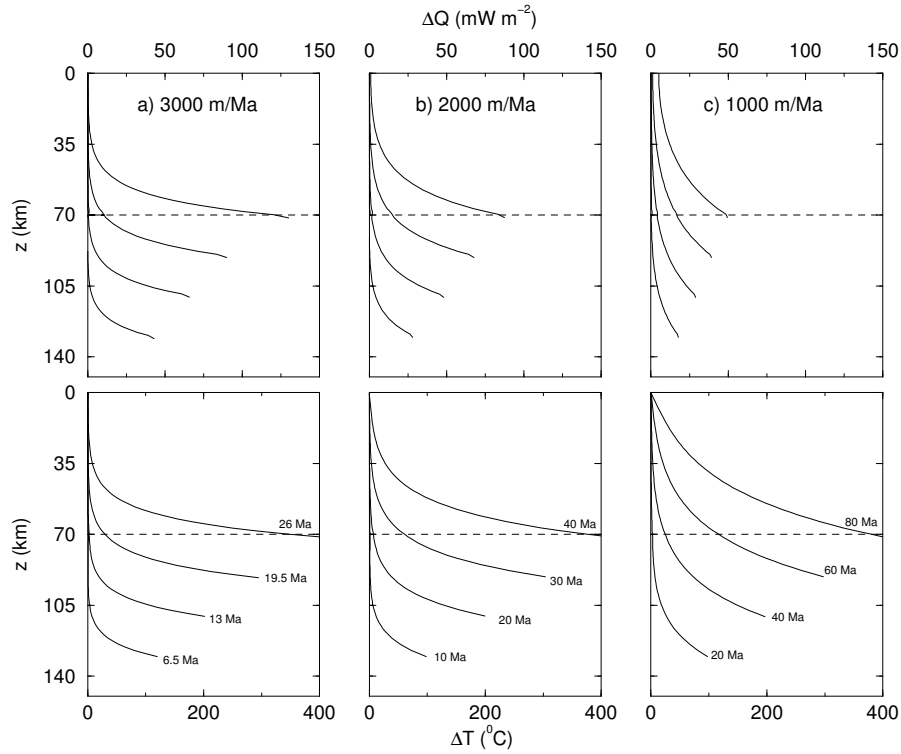 ΔQ (mW m⁻²)
0 50 100 150 0 50 100 150 0 50 100 150
0
a) 3000 m/Ma b) 2000 m/Ma c) 1000 m/Ma
35
z (km)
70
105
140
0
35
z (km)
26 Ma 40 Ma 80 Ma
70
19.5 Ma 30 Ma 60 Ma
105
13 Ma 20 Ma 40 Ma
6.5 Ma 10 Ma 20 Ma
140
0 200 400 0 200 400 0 200 400
ΔT (⁰C)